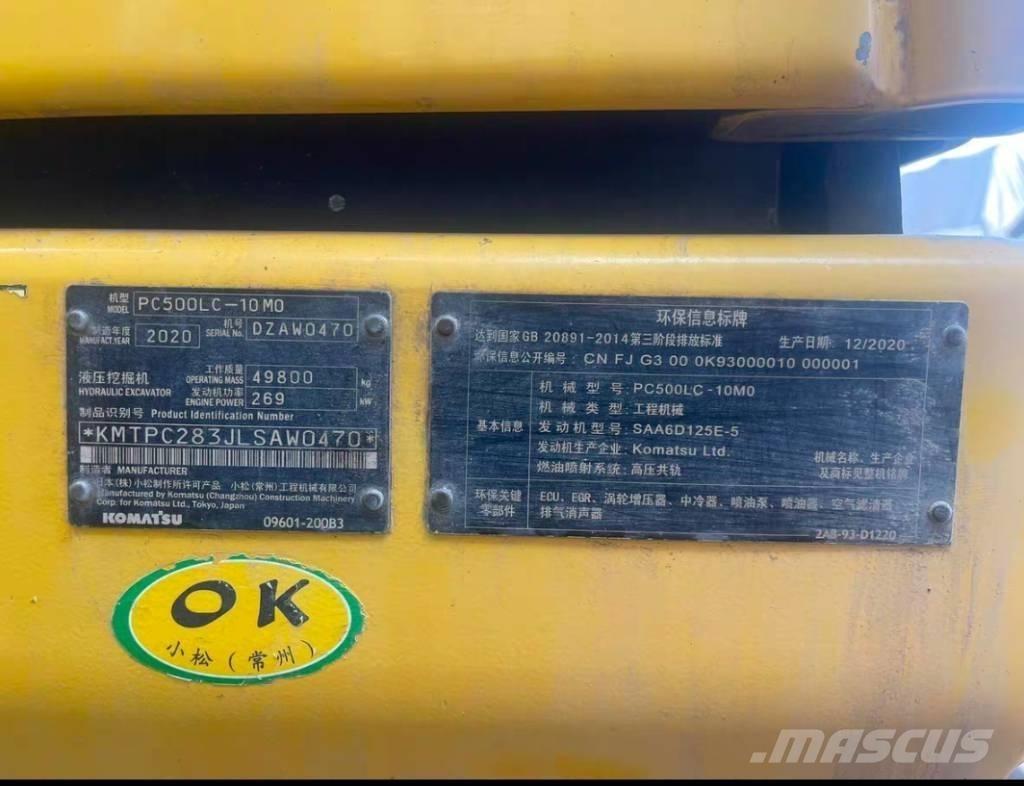 机型 MODEL PC500LC-10M0
制造年度 MANUFACT.YEAR 2020 机号 SERIAL No. DZAW0470
液压挖掘机 HYDRAULIC EXCAVATOR
工作质量 OPERATING MASS 49800 kg
发动机功率 ENGINE POWER 269 kW
制品识别号 Product Identification Number
*KMTPC283JLSAW0470*
制造者 MANUFACTURER
日本(株)小松制作所许可产品 小松(常州)工程机械有限公司
Manufactured by Komatsu (Changzhou) Construction Machinery
Corp. for Komatsu Ltd., Tokyo, Japan
KOMATSU 09601-200B3
环保信息标牌
达到国家GB 20891-2014第三阶段排放标准 生产日期: 12/2020
环保信息公开编号: CN FJ G3 00 0K93000010 000001
基本信息
机械型号: PC500LC-10M0
机械类型: 工程机械
发动机型号: SAA6D125E-5
发动机生产企业: Komatsu Ltd.
燃油喷射系统: 高压共轨
机械名称、生产企业
及商标见整机铭牌
环保关键
零部件
ECU、EGR、涡轮增压器、中冷器、喷油泵、喷油器、空气滤清器
排气消声器
2AB-93-D1220
OK
小松(常州)
.MASCUS